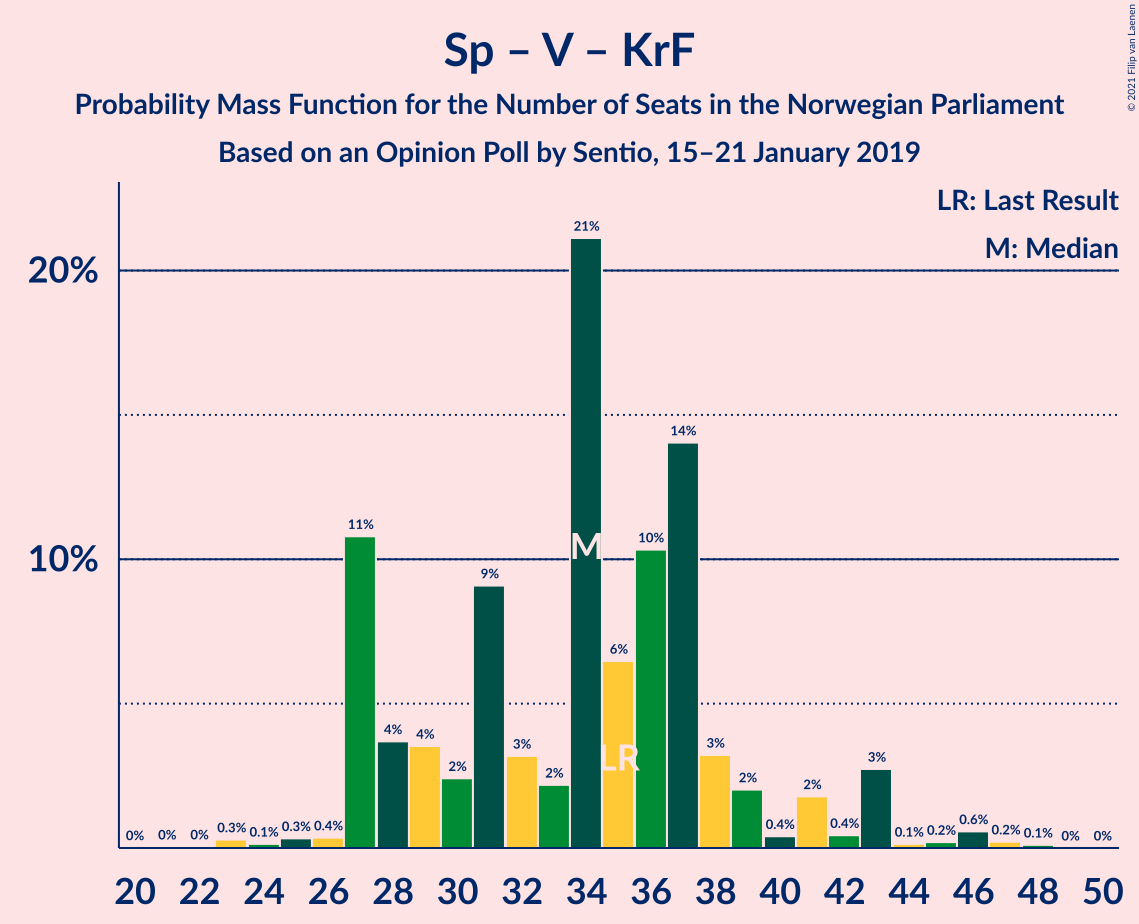 Sp – V – KrF
Probability Mass Function for the Number of Seats in the Norwegian Parliament
Based on an Opinion Poll by Sentio, 15–21 January 2019
© 2021 Filip van Laenen
LR: Last Result
M: Median
20%
10%
0% 0% 0% 0.3% 0.1% 0.3% 0.4% 11% 4% 4% 2% 9% 3% 2% 21% 6% 10% 14% 3% 2% 0.4% 2% 0.4% 3% 0.1% 0.2% 0.6% 0.2% 0.1% 0% 0%
M
LR
20 22 24 26 28 30 32 34 36 38 40 42 44 46 48 50